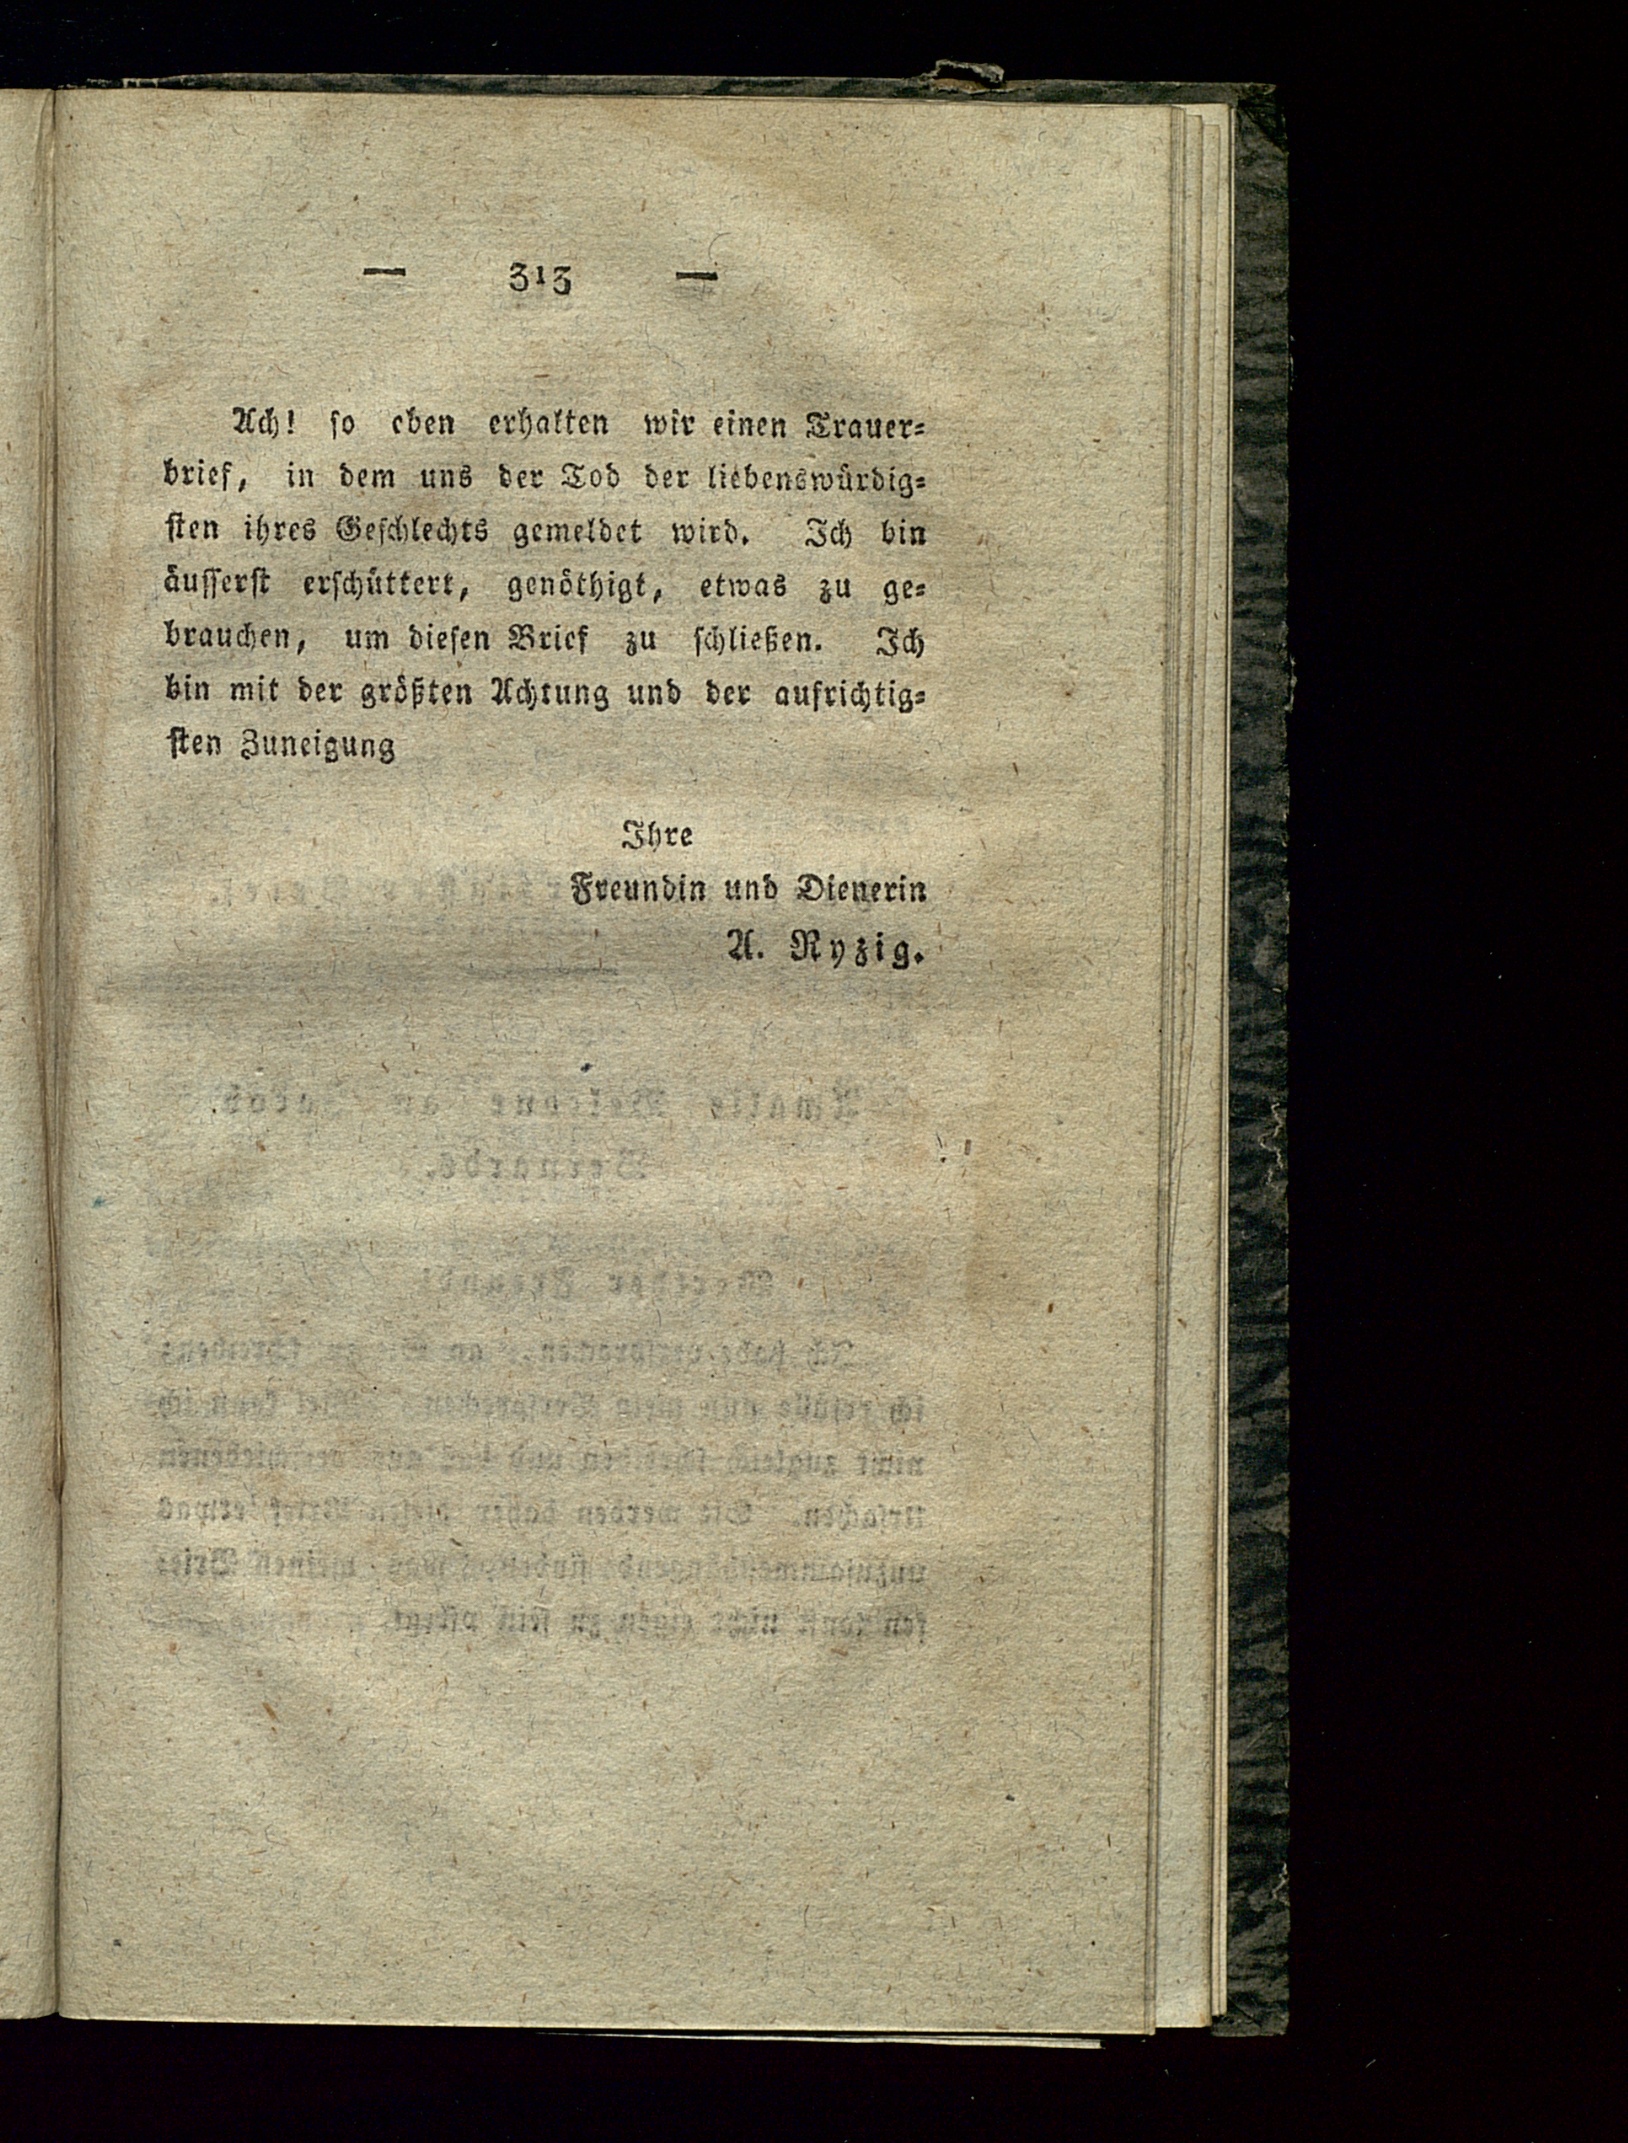 — 313 —
Ach! so eben erhalten wir einen Trauer=
brief, in dem uns der Tod der liebenswürdig=
sten ihres Geschlechts gemeldet wird. Ich bin
äusserst erschüttert, genöthigt, etwas zu ge=
brauchen, um diesen Brief zu schließen. Ich
bin mit der größten Achtung und der aufrichtig=
sten Zuneigung
Ihre
Freundin und Dienerin
A. Ryzig.